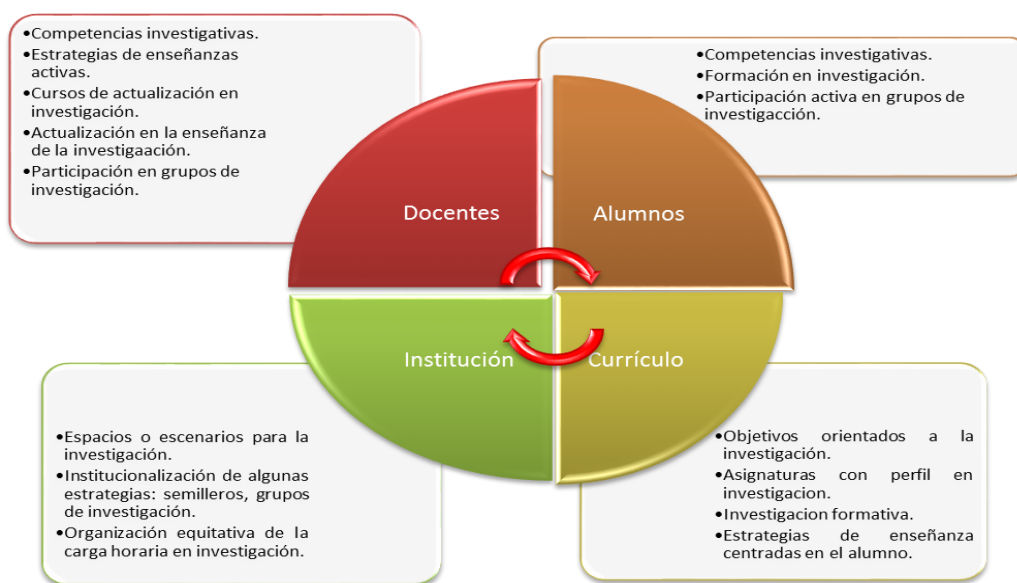 •Competencias investigativas.
•Estrategias de enseñanzas
activas.
•Cursos de actualización en
investigación.
•Actualización en la enseñanza
de la investigaación.
•Participación en grupos de
investigación.
•Competencias investigativas.
•Formación en investigación.
•Participación activa en grupos de
investigacción.
Docentes
Alumnos
Institución
Currículo
•Espacios o escenarios para la
investigación.
•Institucionalización de algunas
estrategias: semilleros, grupos
de investigación.
•Organización equitativa de la
carga horaria en investigación.
•Objetivos orientados a la
investigación.
•Asignaturas con perfil en
investigacion.
•Investigacion formativa.
•Estrategias de enseñanza
centradas en el alumno.